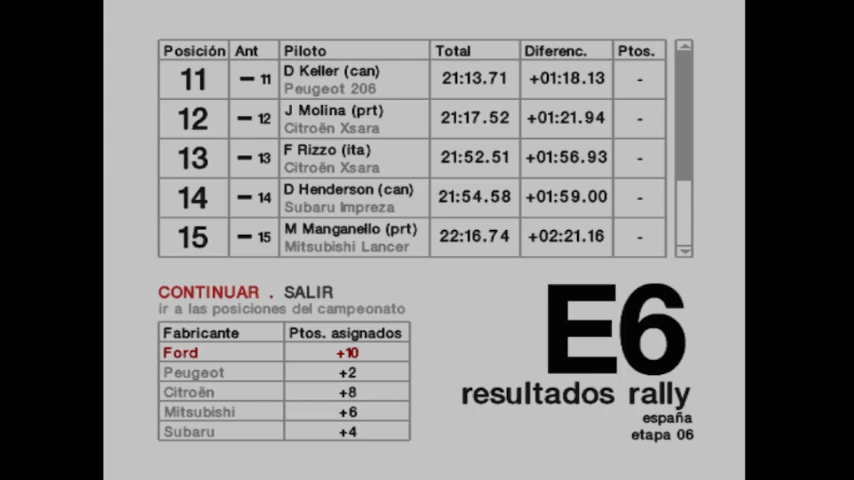 Posición Ant Piloto Total Diferenc. Ptos.
11 – 11 D Keller (can) 21:13.71 +01:18.13 -
Peugeot 206
12 – 12 J Molina (prt) 21:17.52 +01:21.94 -
Citroën Xsara
13 – 13 F Rizzo (ita) 21:52.51 +01:56.93 -
Citroën Xsara
14 – 14 D Henderson (can) 21:54.58 +01:59.00 -
Subaru Impreza
15 – 15 M Manganello (prt) 22:16.74 +02:21.16 -
Mitsubishi Lancer
CONTINUAR . SALIR
ir a las posiciones del campeonato
Fabricante Ptos. asignados
Ford +10
Peugeot +2
Citroën +8
Mitsubishi +6
Subaru +4
E6
resultados rally
españa
etapa 06